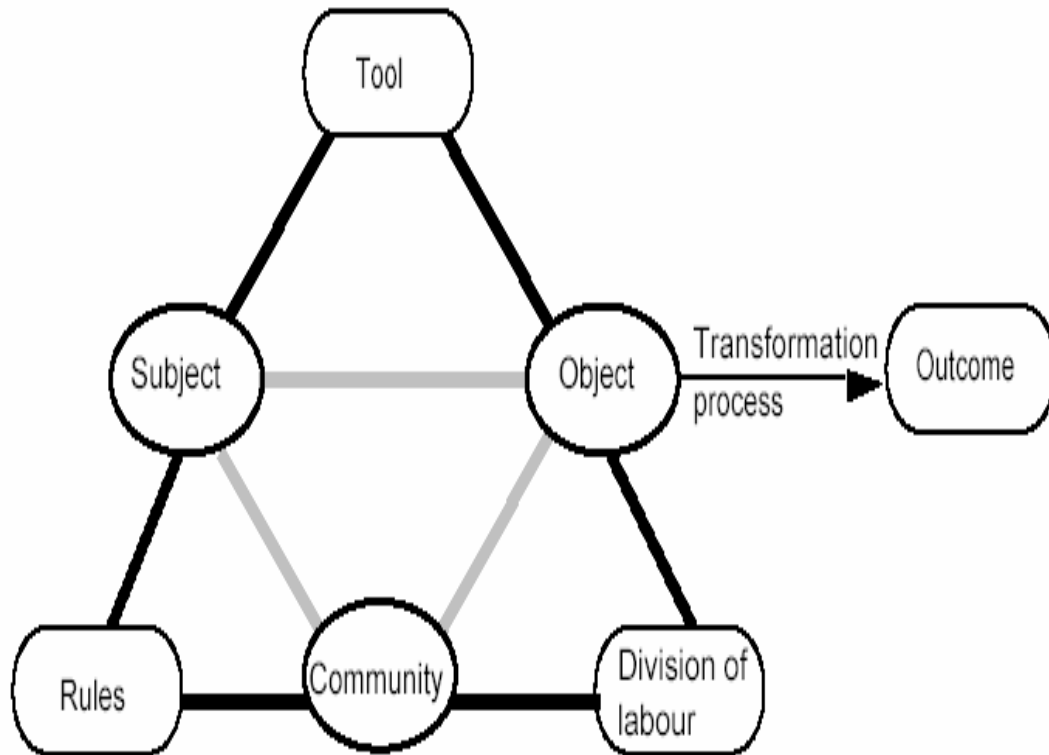 Tool
Subject
Object
Transformation
process
Outcome
Rules
Community
Division of
labour